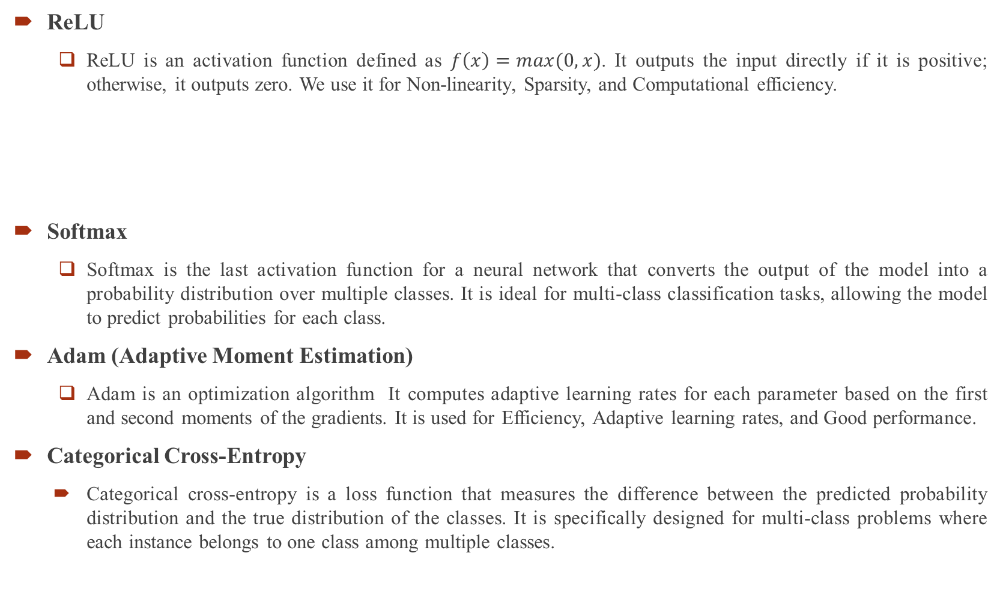 ReLU
ReLU is an activation function defined as f(x) = max(0, x). It outputs the input directly if it is positive;
otherwise, it outputs zero. We use it for Non-linearity, Sparsity, and Computational efficiency.
Softmax
Softmax is the last activation function for a neural network that converts the output of the model into a
probability distribution over multiple classes. It is ideal for multi-class classification tasks, allowing the model
to predict probabilities for each class.
Adam (Adaptive Moment Estimation)
Adam is an optimization algorithm  It computes adaptive learning rates for each parameter based on the first
and second moments of the gradients. It is used for Efficiency, Adaptive learning rates, and Good performance.
Categorical Cross-Entropy
Categorical cross-entropy is a loss function that measures the difference between the predicted probability
distribution and the true distribution of the classes. It is specifically designed for multi-class problems where
each instance belongs to one class among multiple classes.